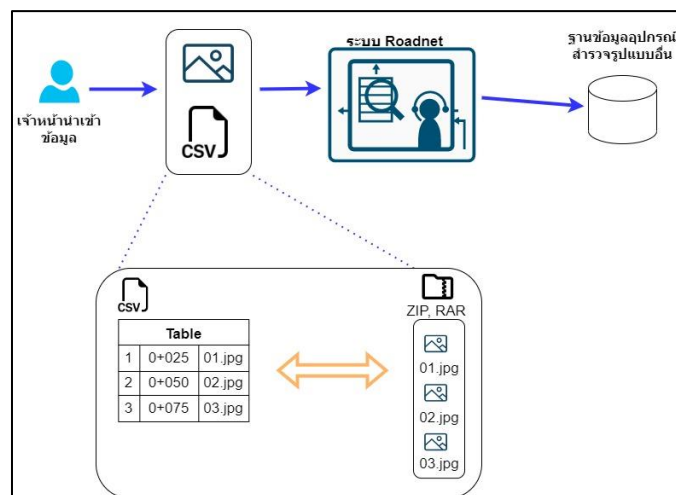 ระบบ Roadnet
ฐานข้อมูลอุปกรณ์
สำรวจรูปแบบอื่น
เจ้าหน้านำเข้า
ข้อมูล
CSV
CSV
ZIP, RAR
Table
1 0+025 01.jpg
2 0+050 02.jpg
3 0+075 03.jpg
01.jpg
02.jpg
03.jpg